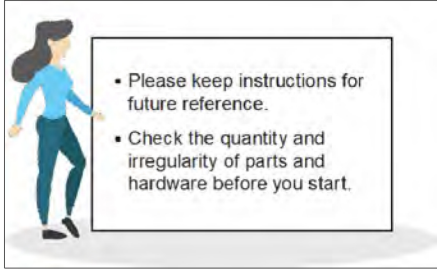 ▪ Please keep instructions for
future reference.
▪ Check the quantity and
irregularity of parts and
hardware before you start.